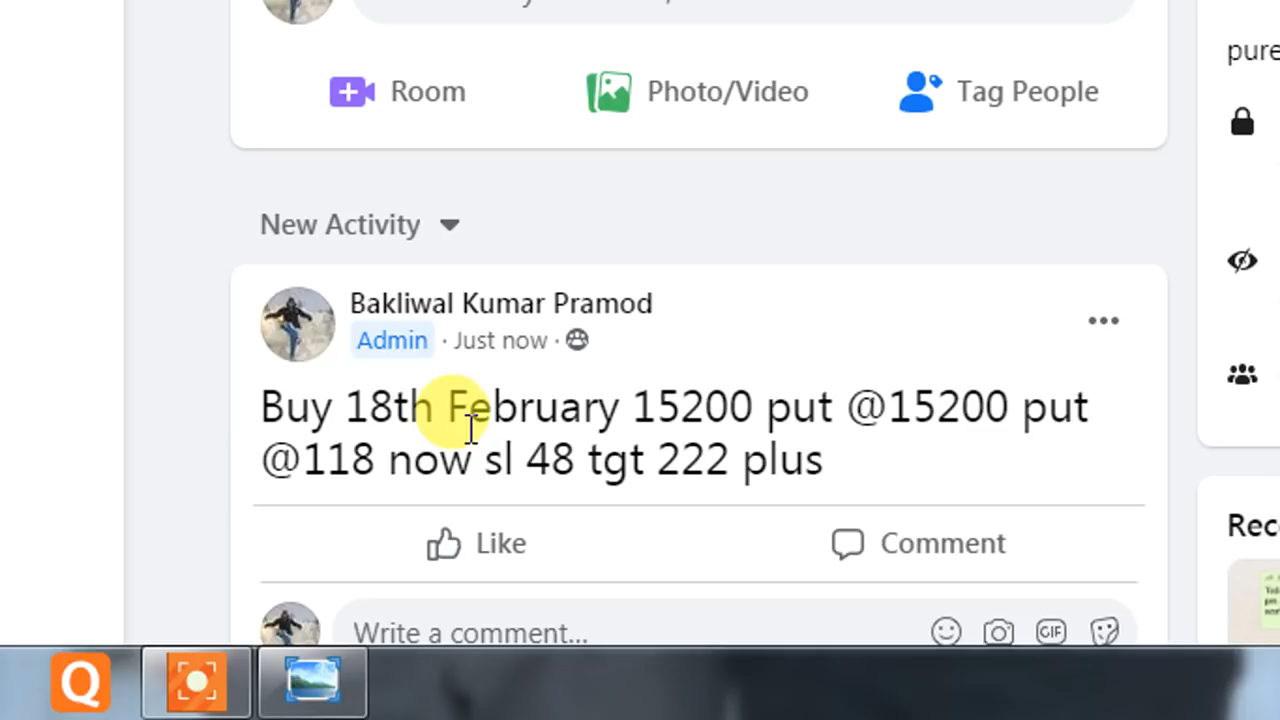 pure
Room
Photo/Video
Tag People
New Activity
Bakliwal Kumar Pramod
Admin · Just now ·
Buy 18th February 15200 put @15200 put
@118 now sl 48 tgt 222 plus
Like
Comment
Rec
Write a comment...
GIF